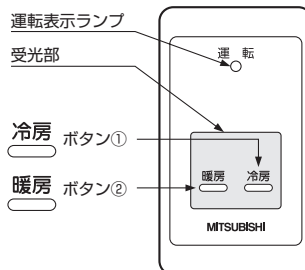 運転表示ランプ
受光部
運 転
冷房 ボタン①
暖房 ボタン②
暖房 冷房
MITSUBISHI